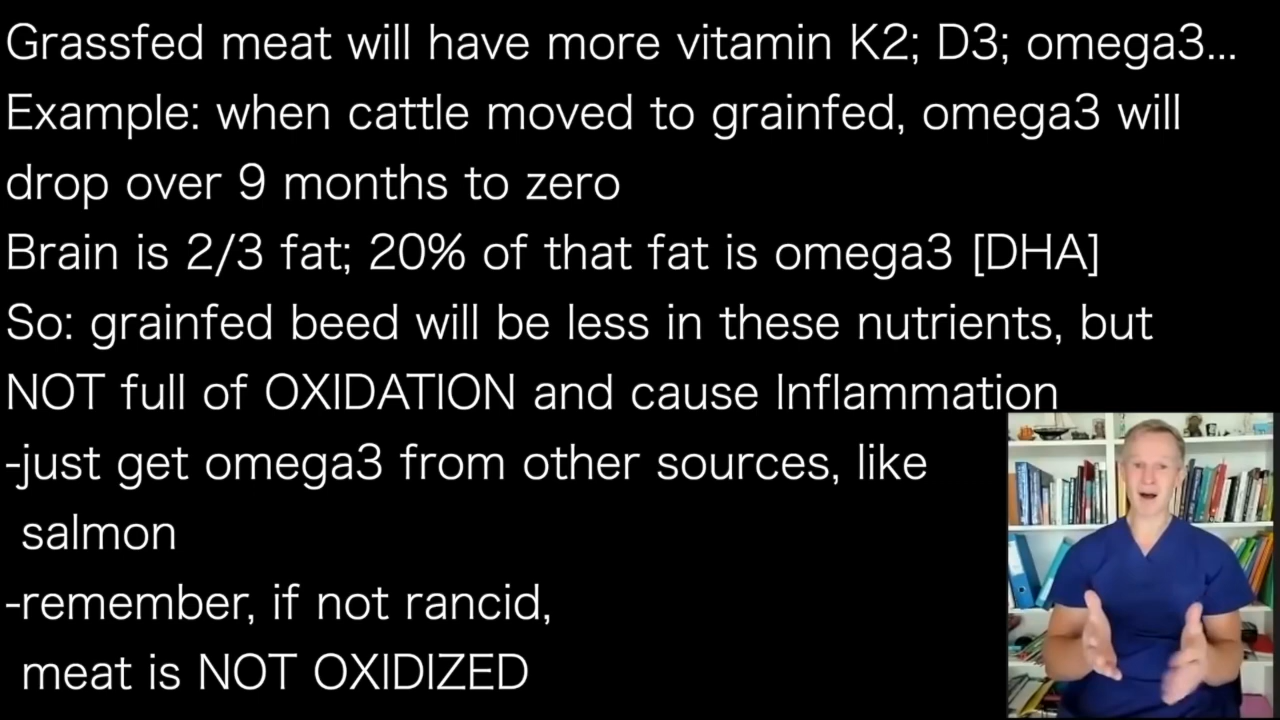 Grassfed meat will have more vitamin K2; D3; omega3...
Example: when cattle moved to grainfed, omega3 will
drop over 9 months to zero
Brain is 2/3 fat; 20% of that fat is omega3 [DHA]
So: grainfed beed will be less in these nutrients, but
NOT full of OXIDATION and cause Inflammation
-just get omega3 from other sources, like
salmon
-remember, if not rancid,
meat is NOT OXIDIZED